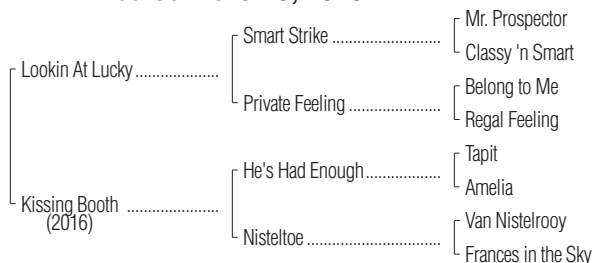 Mr. Prospector
Smart Strike ......................
Classy 'n Smart
Lookin At Lucky.................
Belong to Me
Private Feeling ...................
Regal Feeling
Tapit
He's Had Enough...............
Amelia
Kissing Booth ...................
(2016)
Van Nistelrooy
Nisteltoe ...........................
Frances in the Sky